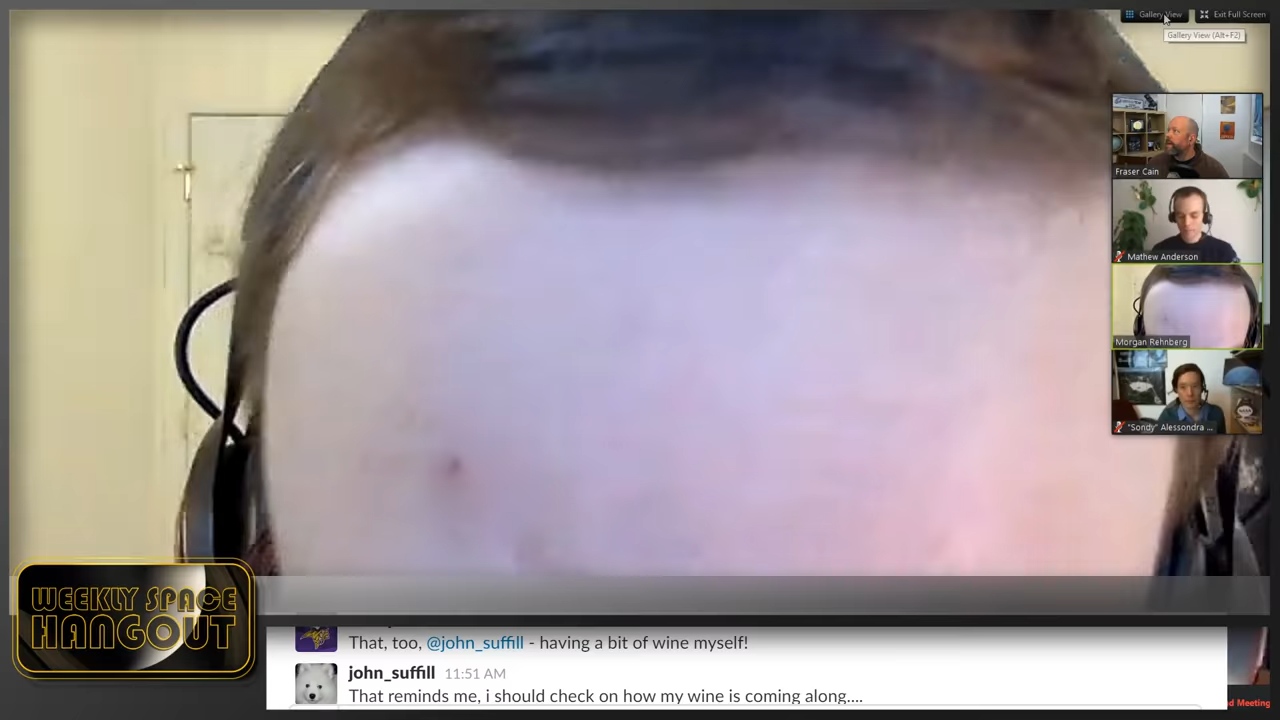 Gallery View
Exit Full Screen
Gallery View (Alt+F2)
Fraser Cain
Mathew Anderson
Morgan Rehnberg
"Sondy" Alessondra ...
WEEKLY SPACE
HANGOUT
That, too, @john_suffill - having a bit of wine myself!
john_suffill 11:51 AM
That reminds me, i should check on how my wine is coming along....
d Meeting